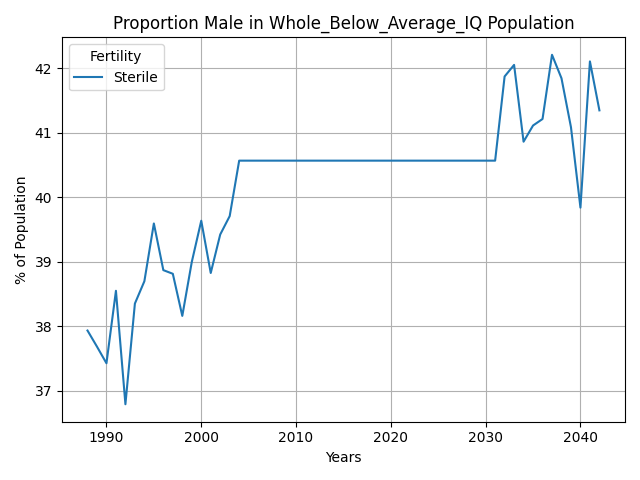 Proportion Male in Whole_Below_Average_IQ Population
Fertility
Sterile
% of Population
42
41
40
39
38
37
1990 2000 2010 2020 2030 2040
Years